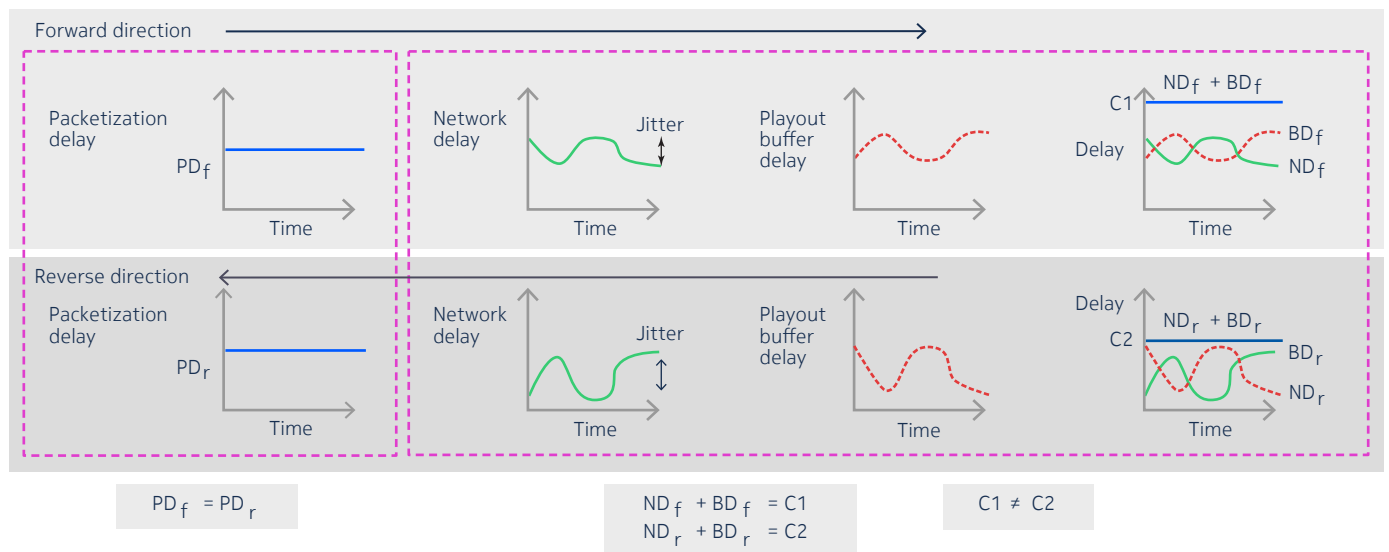 Forward direction
Packetization
delay
PDf
Time
Network
delay
Jitter
Time
Playout
buffer
delay
Time
NDf + BDf
C1
Delay
BDf
NDf
Time
Reverse direction
Packetization
delay
PDr
Time
Network
delay
Jitter
Time
Playout
buffer
delay
Time
Delay
NDr + BDr
C2
BDr
NDr
Time
PDf = PDr
NDf + BDf = C1
NDr + BDr = C2
C1 ≠ C2